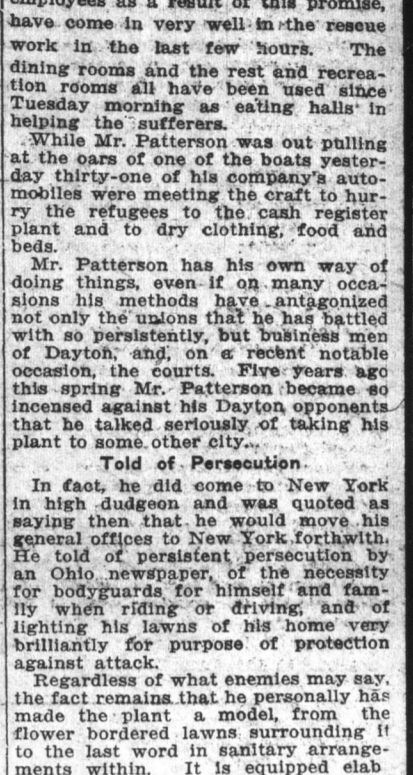 employees as a result of this promise,
have come in very well in the rescue
work in the last few hours. The
dining rooms and the rest and recrea-
tion rooms all have been used since
Tuesday morning as eating halls in
helping the sufferers.
While Mr. Patterson was out pulling
at the oars of one of the boats yester-
day thirty-one of his company's auto-
mobiles were meeting the craft to hur-
ry the refugees to the cash register
plant and to dry clothing, food and
beds.
Mr. Patterson has his own way of
doing things, even if on many occa-
sions his methods have antagonized
not only the unions that he has battled
with so persistently, but business men
of Dayton, and, on a recent notable
occasion, the courts. Five years ago
this spring Mr. Patterson became so
incensed against his Dayton opponents
that he talked seriously of taking his
plant to some other city.
Told of Persecution
In fact, he did come to New York
in high dudgeon and was quoted as
saying then that he would move his
general offices to New York forthwith.
He told of persistent persecution by
an Ohio newspaper, of the necessity
for bodyguards for himself and fam-
ily when riding or driving, and of
lighting his lawns of his home very
brilliantly for purpose of protection
against attack.
Regardless of what enemies may say,
the fact remains that he personally has
made the plant a model, from the
flower bordered lawns surrounding it
to the last word in sanitary arrange-
ments within. It is equipped elab